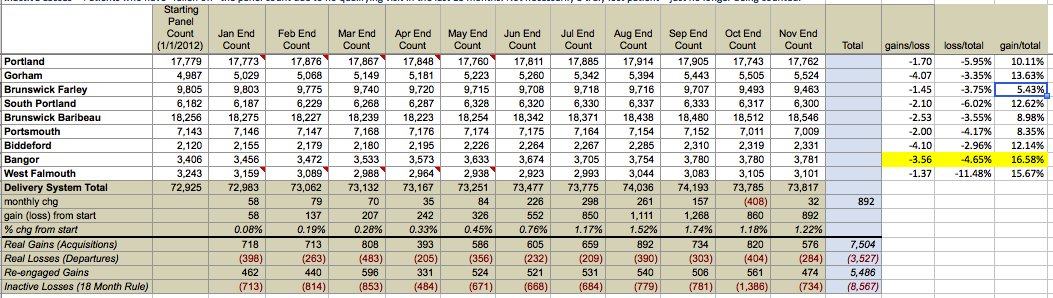 Starting
Panel
Count
(1/1/2012) Jan End Count Feb End Count Mar End Count Apr End Count May End Count Jun End Count Jul End Count Aug End Count Sep End Count Oct End Count Nov End Count Total gains/loss loss/total gain/total
Portland 17,779 17,773 17,876 17,867 17,848 17,760 17,811 17,885 17,914 17,905 17,743 17,762 -1.70 -5.95% 10.11%
Gorham 4,987 5,029 5,068 5,149 5,181 5,223 5,260 5,342 5,394 5,443 5,505 5,524 -4.07 -3.35% 13.63%
Brunswick Farley 9,805 9,803 9,775 9,740 9,720 9,715 9,708 9,718 9,716 9,707 9,493 9,463 -1.45 -3.75% 5.43%
South Portland 6,182 6,187 6,229 6,268 6,287 6,328 6,320 6,330 6,337 6,333 6,317 6,300 -2.10 -6.02% 12.62%
Brunswick Baribeau 18,256 18,275 18,227 18,239 18,223 18,254 18,342 18,371 18,438 18,480 18,512 18,546 -2.53 -3.55% 8.98%
Portsmouth 7,143 7,146 7,147 7,168 7,176 7,174 7,175 7,164 7,154 7,152 7,011 7,009 -2.00 -4.17% 8.35%
Biddeford 2,120 2,155 2,179 2,180 2,195 2,226 2,264 2,267 2,285 2,310 2,319 2,331 -4.10 -2.96% 12.14%
Bangor 3,406 3,456 3,472 3,533 3,573 3,633 3,674 3,705 3,754 3,780 3,780 3,781 -3.56 -4.65% 16.58%
West Falmouth 3,243 3,159 3,089 2,988 2,964 2,938 2,923 2,993 3,044 3,083 3,105 3,101 -1.37 -11.48% 15.67%
Delivery System Total 72,925 72,983 73,062 73,132 73,167 73,251 73,477 73,775 74,036 74,193 73,785 73,817
monthly chg 58 79 70 35 84 226 298 261 157 (408) 32 892
gain (loss) from start 58 137 207 242 326 552 850 1,111 1,268 860 892
% chg from start 0.08% 0.19% 0.28% 0.33% 0.45% 0.76% 1.17% 1.52% 1.74% 1.18% 1.22%
Real Gains (Acquisitions) 718 713 808 393 586 605 659 892 734 820 576 7,504
Real Losses (Departures) (398) (263) (483) (205) (356) (232) (209) (390) (303) (404) (284) (3,527)
Re-engaged Gains 462 440 596 331 524 521 531 540 506 561 474 5,486
Inactive Losses (18 Month Rule) (713) (814) (853) (484) (671) (668) (684) (779) (781) (1,386) (734) (8,567)